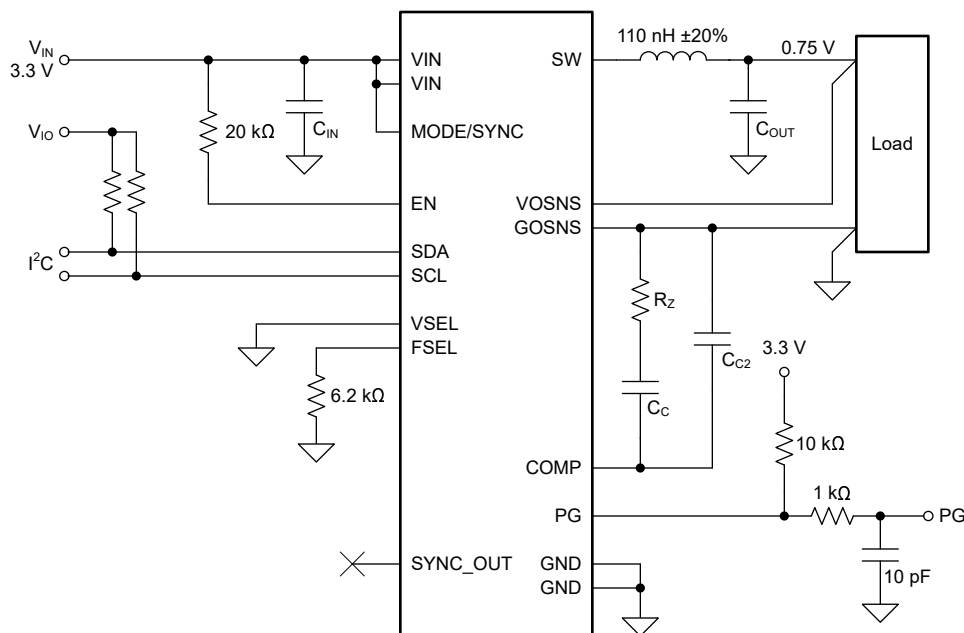 V_IN
3.3 V
V_IO
I²C
20 kΩ
C_IN
6.2 kΩ
VIN
VIN
MODE/SYNC
EN
SDA
SCL
VSEL
FSEL
SYNC_OUT
SW
VOSNS
GOSNS
COMP
PG
GND
GND
110 nH ±20%
0.75 V
C_OUT
Load
R_Z
C_C
C_C2
3.3 V
10 kΩ
1 kΩ
PG
10 pF